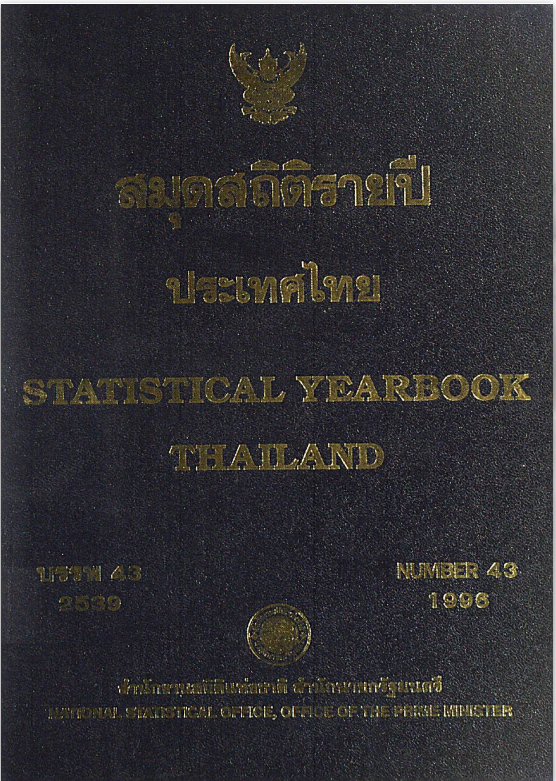 สมุดสถิติรายปี
ประเทศไทย
STATISTICAL YEARBOOK
THAILAND
บรรพ 43
2539
NUMBER 43
1996
สำนักงานสถิติแห่งชาติ สำนักนายกรัฐมนตรี
NATIONAL STATISTICAL OFFICE, OFFICE OF THE PRIME MINISTER